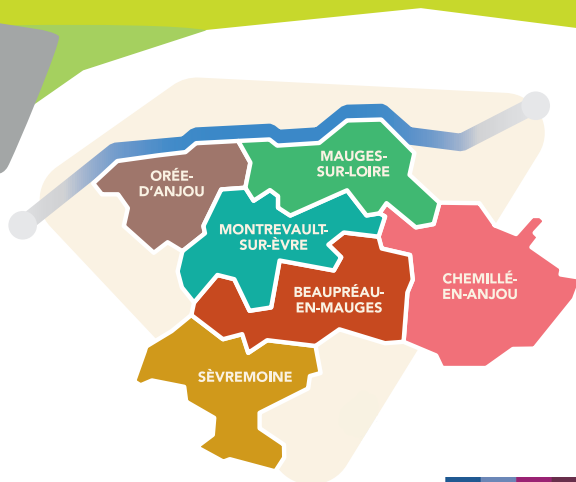 ORÉE-
D'ANJOU
MAUGES-
SUR-LOIRE
MONTREVAULT-
SUR-ÈVRE
BEAUPRÉAU-
EN-MAUGES
CHEMILLÉ-
EN-ANJOU
SÈVREMOINE